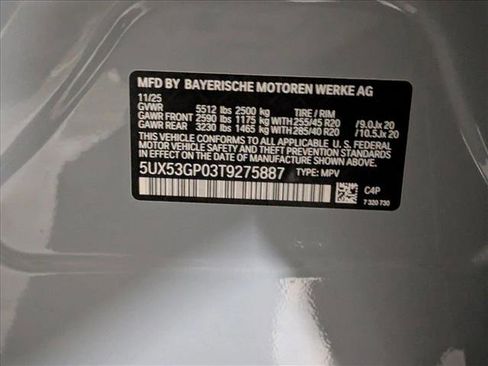 MFD BY BAYERISCHE MOTOREN WERKE AG
11/25
GVWR 5512 lbs 2500 kg TIRE / RIM
GAWR FRONT 2590 lbs 1175 kg WITH 255/45 R20 /9.0Jx 20
GAWR REAR 3230 lbs 1465 kg WITH 285/40 R20 /10.5Jx 20
THIS VEHICLE CONFORMS TO ALL APPLICABLE U.S. FEDERAL
MOTOR VEHICLE SAFETY AND THEFT PREVENTION STANDARDS
IN EFFECT ON THE DATE OF MANUFACTURE SHOWN ABOVE.
5UX53GP03T9275887 TYPE: MPV
C4P
7 320 730